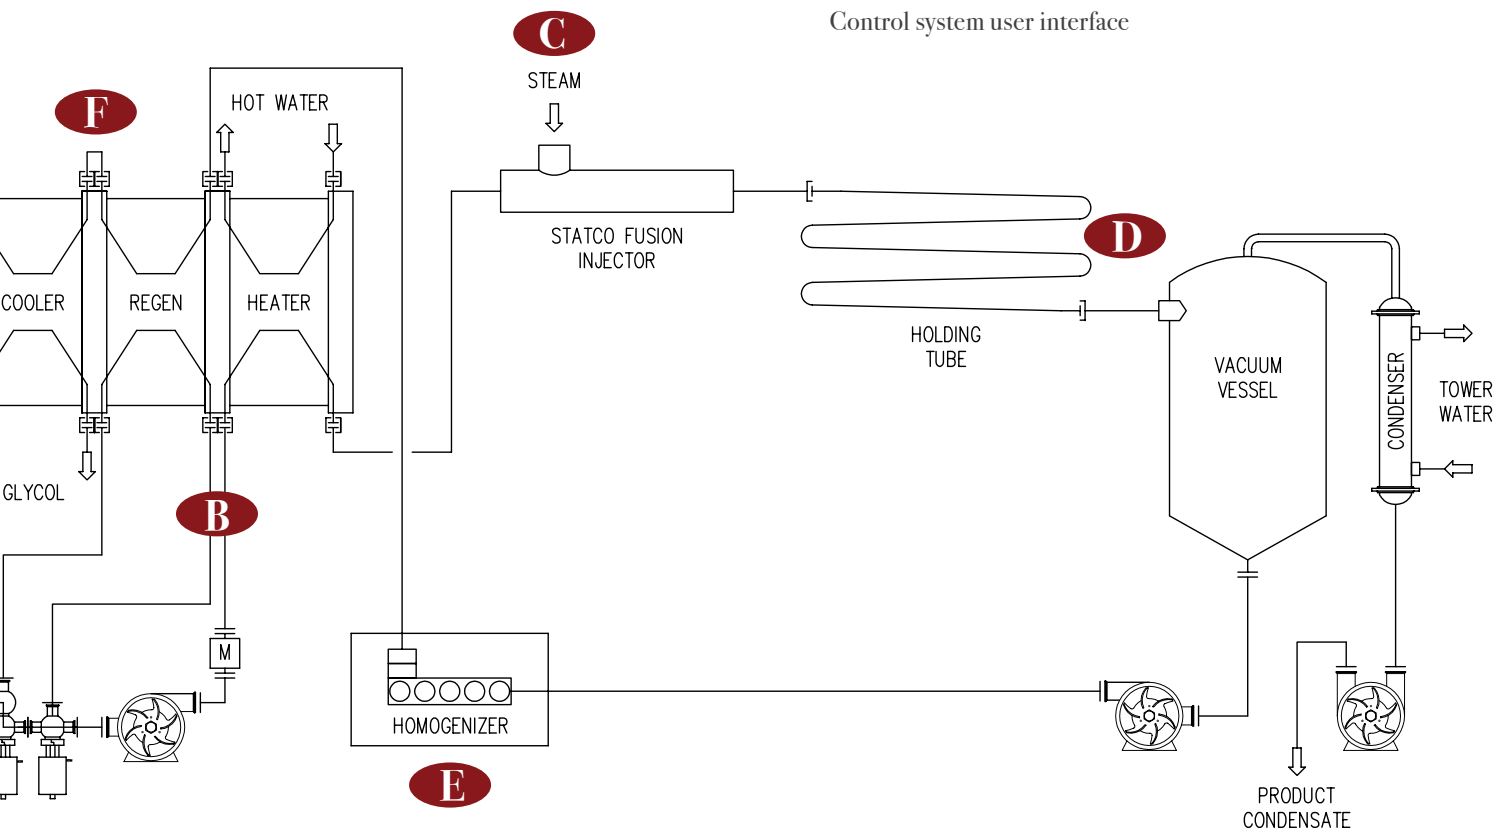 Control system user interface
C
STEAM
F
HOT WATER
STATCO FUSION
INJECTOR
D
COOLER
REGEN
HEATER
HOLDING
TUBE
VACUUM
VESSEL
CONDENSER
TOWER
WATER
GLYCOL
B
M
HOMOGENIZER
E
PRODUCT
CONDENSATE